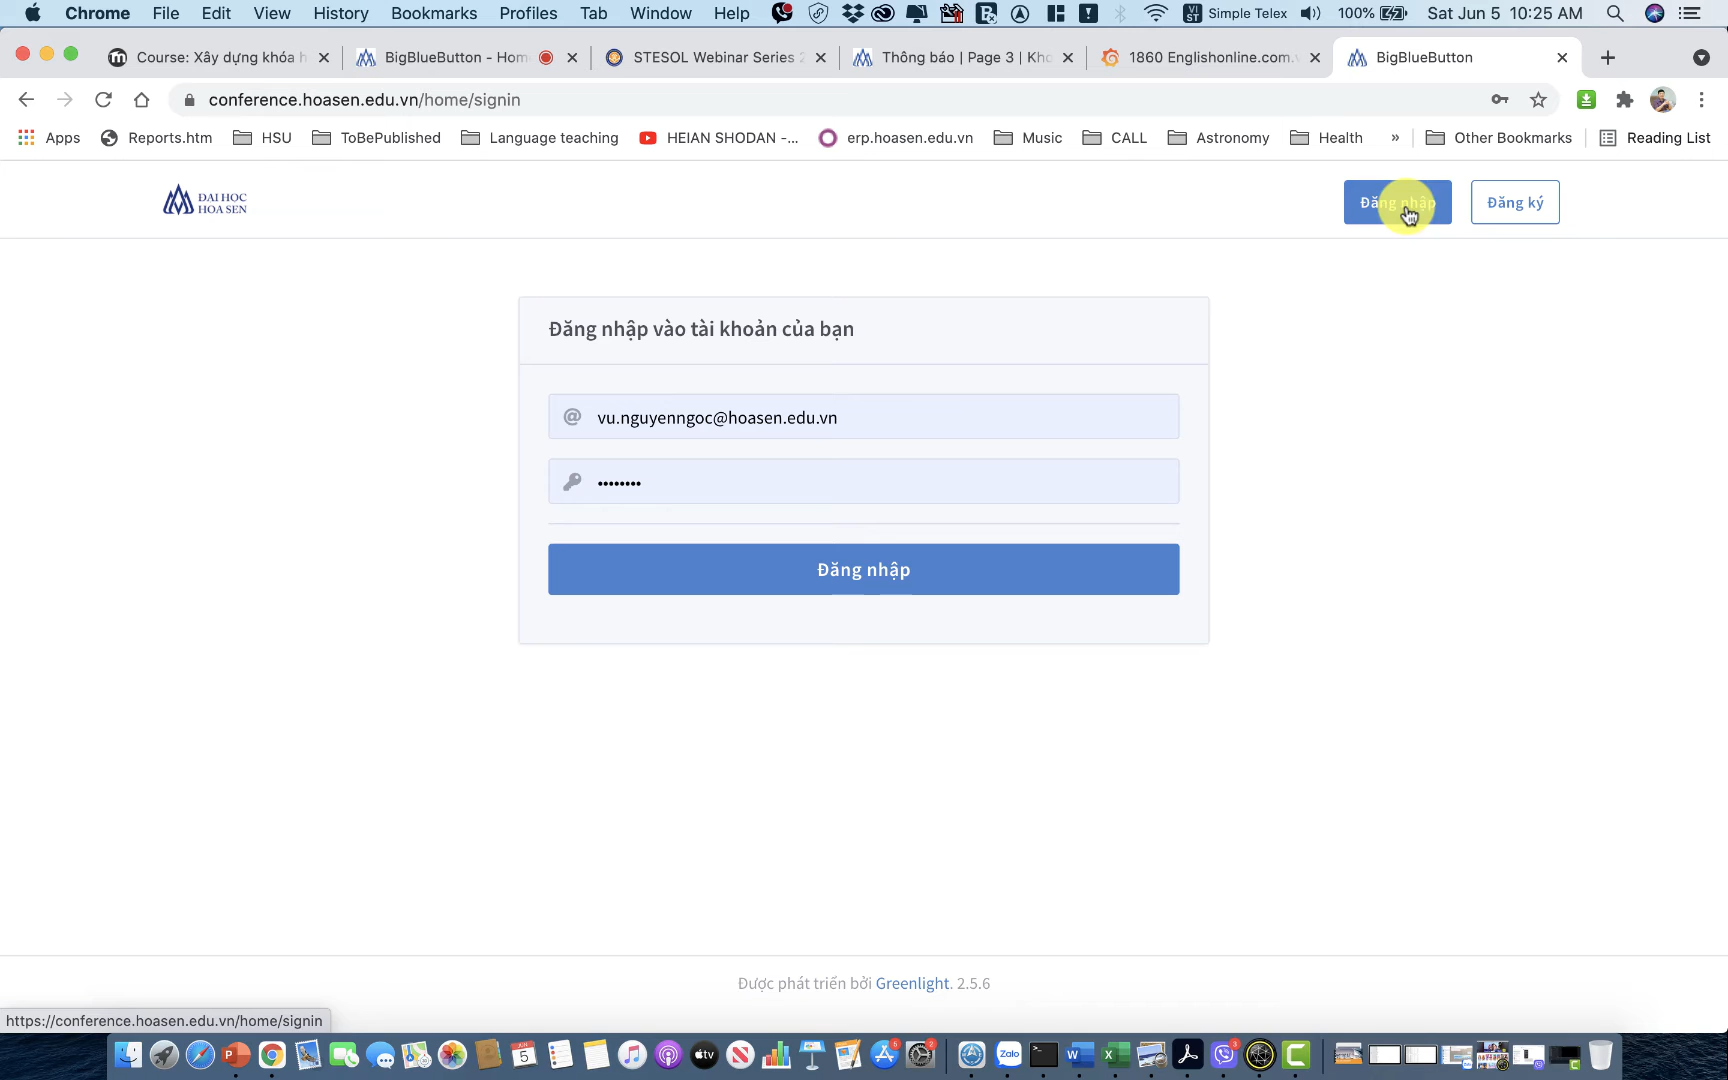 Chrome File Edit View History Bookmarks Profiles Tab Window Help Simple Telex 100% Sat Jun 5 10:25 AM
Course: Xây dựng khóa h BigBlueButton - Hom STESOL Webinar Series 2 Thông báo | Page 3 | Kho 1860 Englishonline.com.v BigBlueButton
conference.hoasen.edu.vn/home/signin
Apps Reports.htm HSU ToBePublished Language teaching HEIAN SHODAN -... erp.hoasen.edu.vn Music CALL Astronomy Health » Other Bookmarks Reading List
ĐẠI HỌC
HOA SEN
Đăng nhập Đăng ký
Đăng nhập vào tài khoản của bạn
@ vu.nguyenngoc@hoasen.edu.vn
••••••••
Đăng nhập
Được phát triển bởi Greenlight. 2.5.6
https://conference.hoasen.edu.vn/home/signin